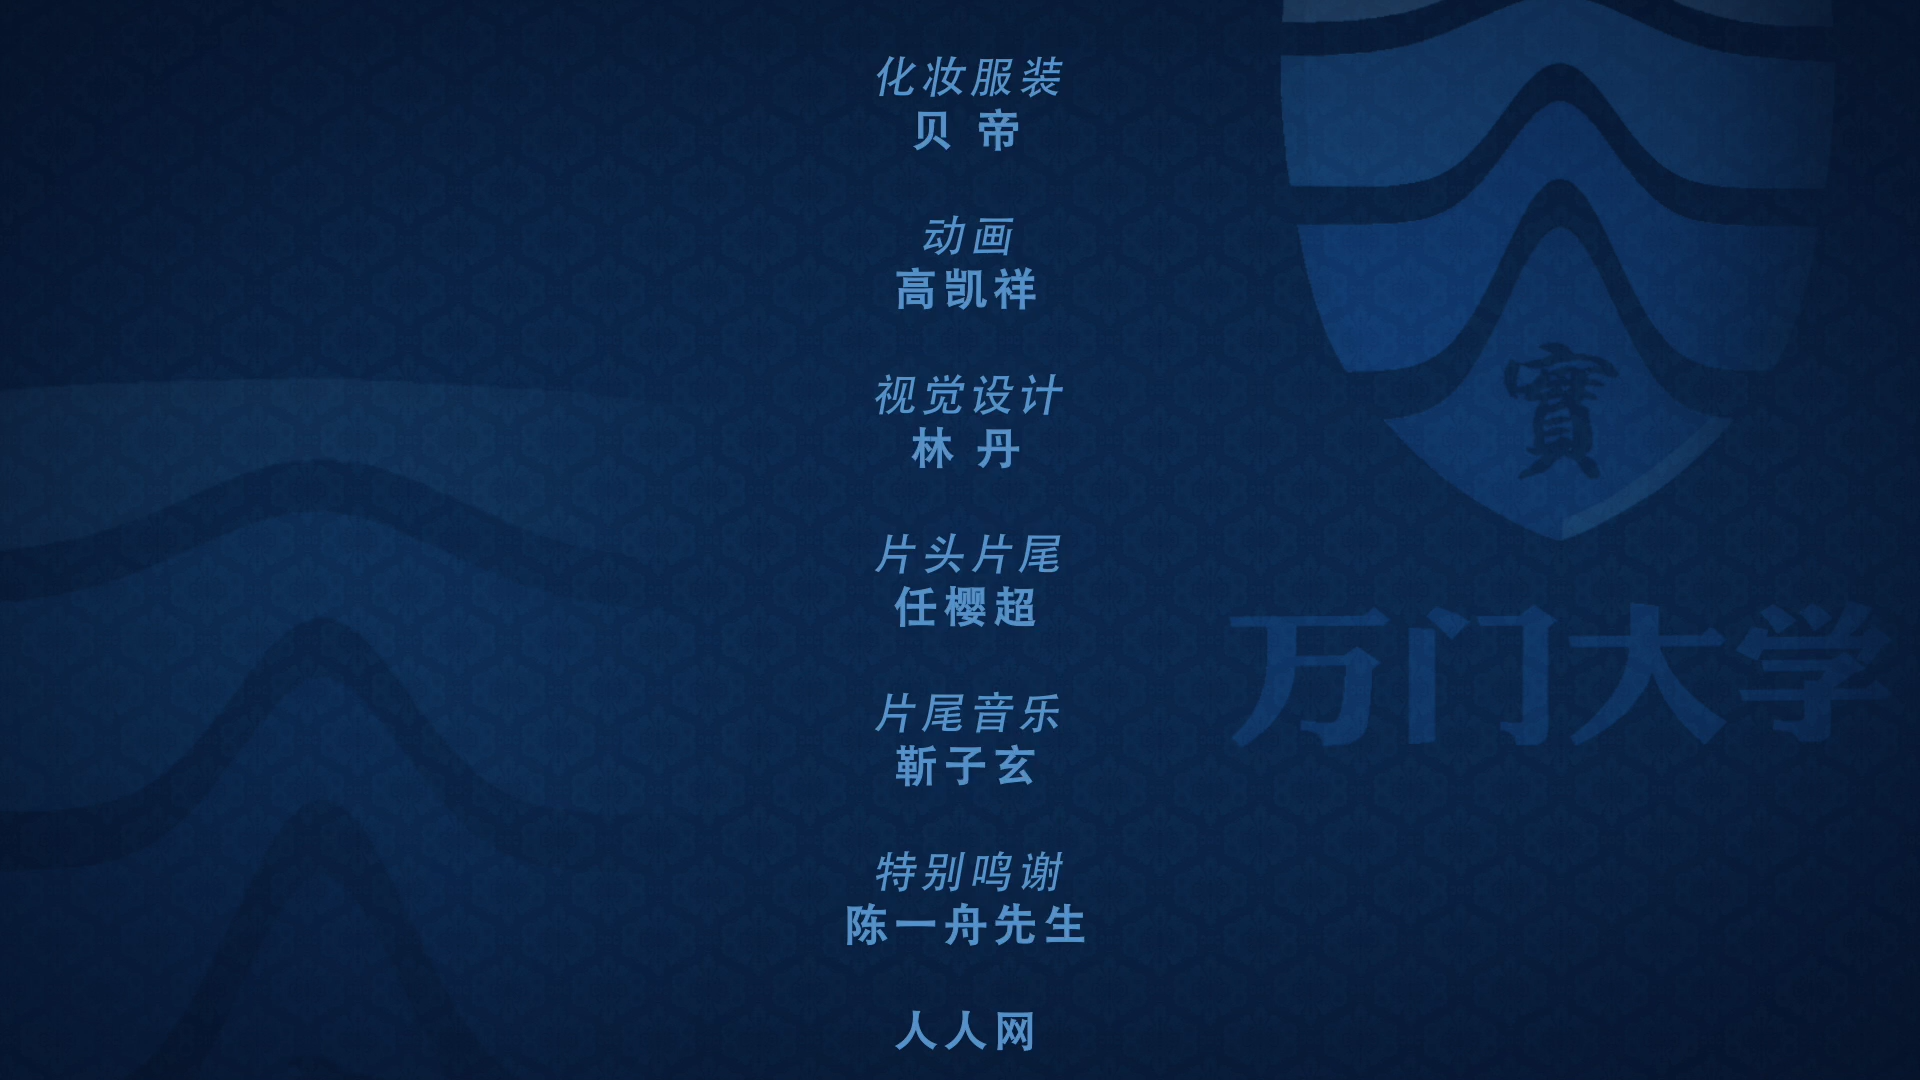 化妆服装
贝 帝
动画
高凯祥
视觉设计
林 丹
片头片尾
任樱超
片尾音乐
靳子玄
特别鸣谢
陈一舟先生
人人网
實
万门大学